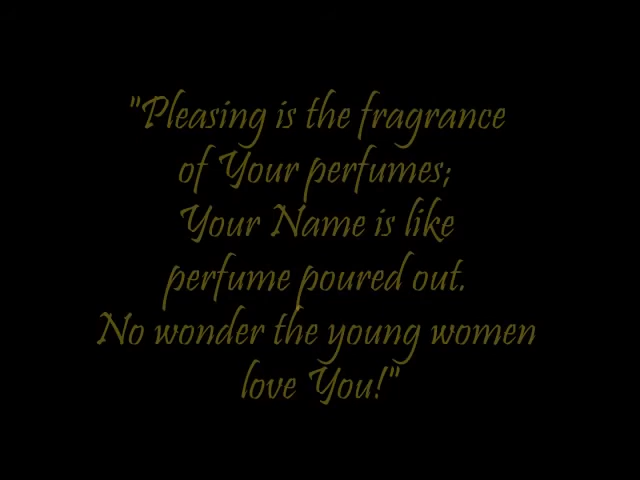 "Pleasing is the fragrance
of Your perfumes;
Your Name is like
perfume poured out.
No wonder the young women
love You!"